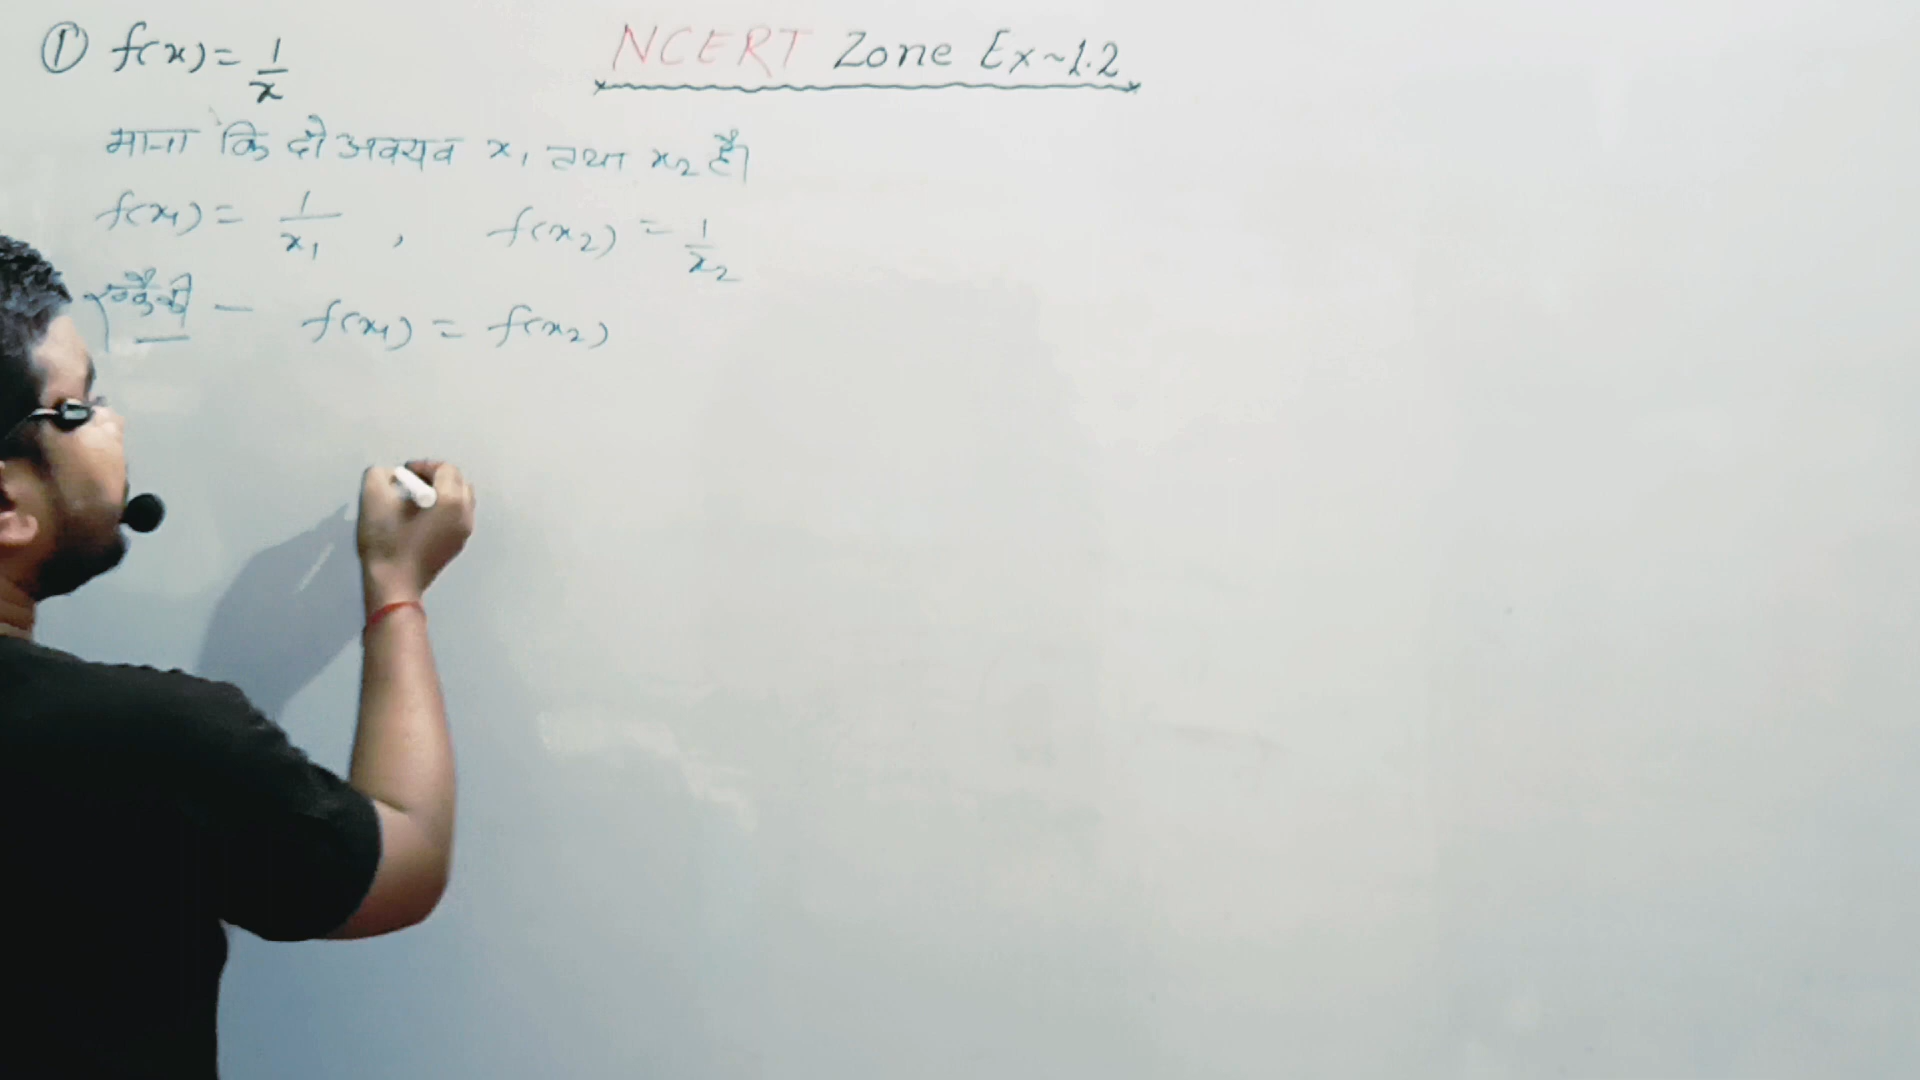 ① f(x) = 1/x
NCERT Zone Ex~1.2
माना कि दो अवयव x₁ तथा x₂ है।
f(x₁) = 1/x₁ , f(x₂) = 1/x₂
एकैकी — f(x₁) = f(x₂)